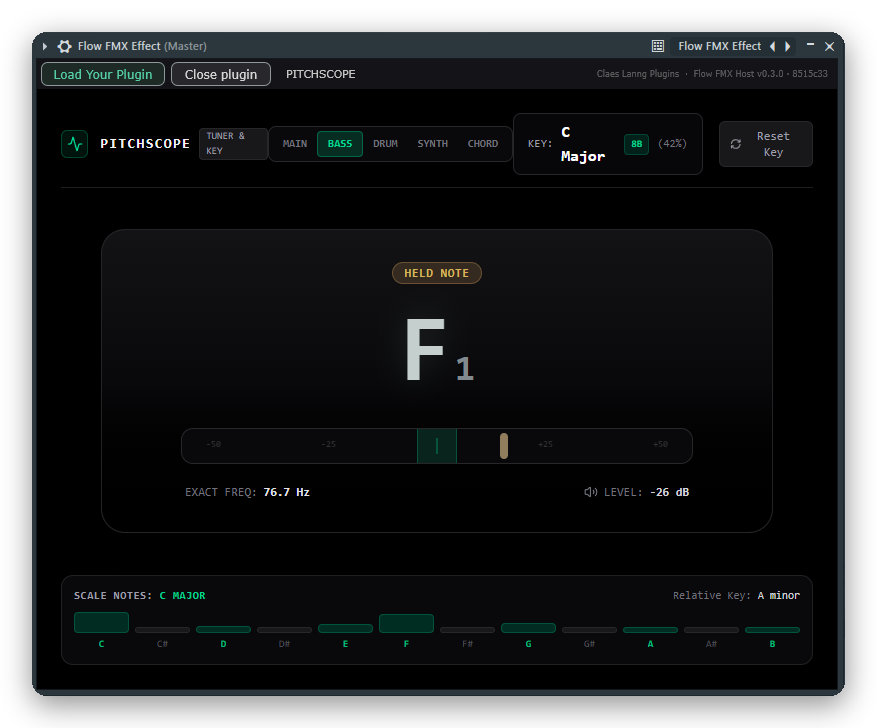 Flow FMX Effect (Master)
Flow FMX Effect
Load Your Plugin
Close plugin
PITCHSCOPE
Claes Lanng Plugins · Flow FMX Host v0.3.0 · 8515c33
PITCHSCOPE
TUNER &
KEY
MAIN
BASS
DRUM
SYNTH
CHORD
KEY:
C
Major
8B
(42%)
Reset
Key
HELD NOTE
F1
-50
-25
+25
+50
EXACT FREQ: 76.7 Hz
LEVEL: -26 dB
SCALE NOTES: C MAJOR
Relative Key: A minor
C
C#
D
D#
E
F
F#
G
G#
A
A#
B